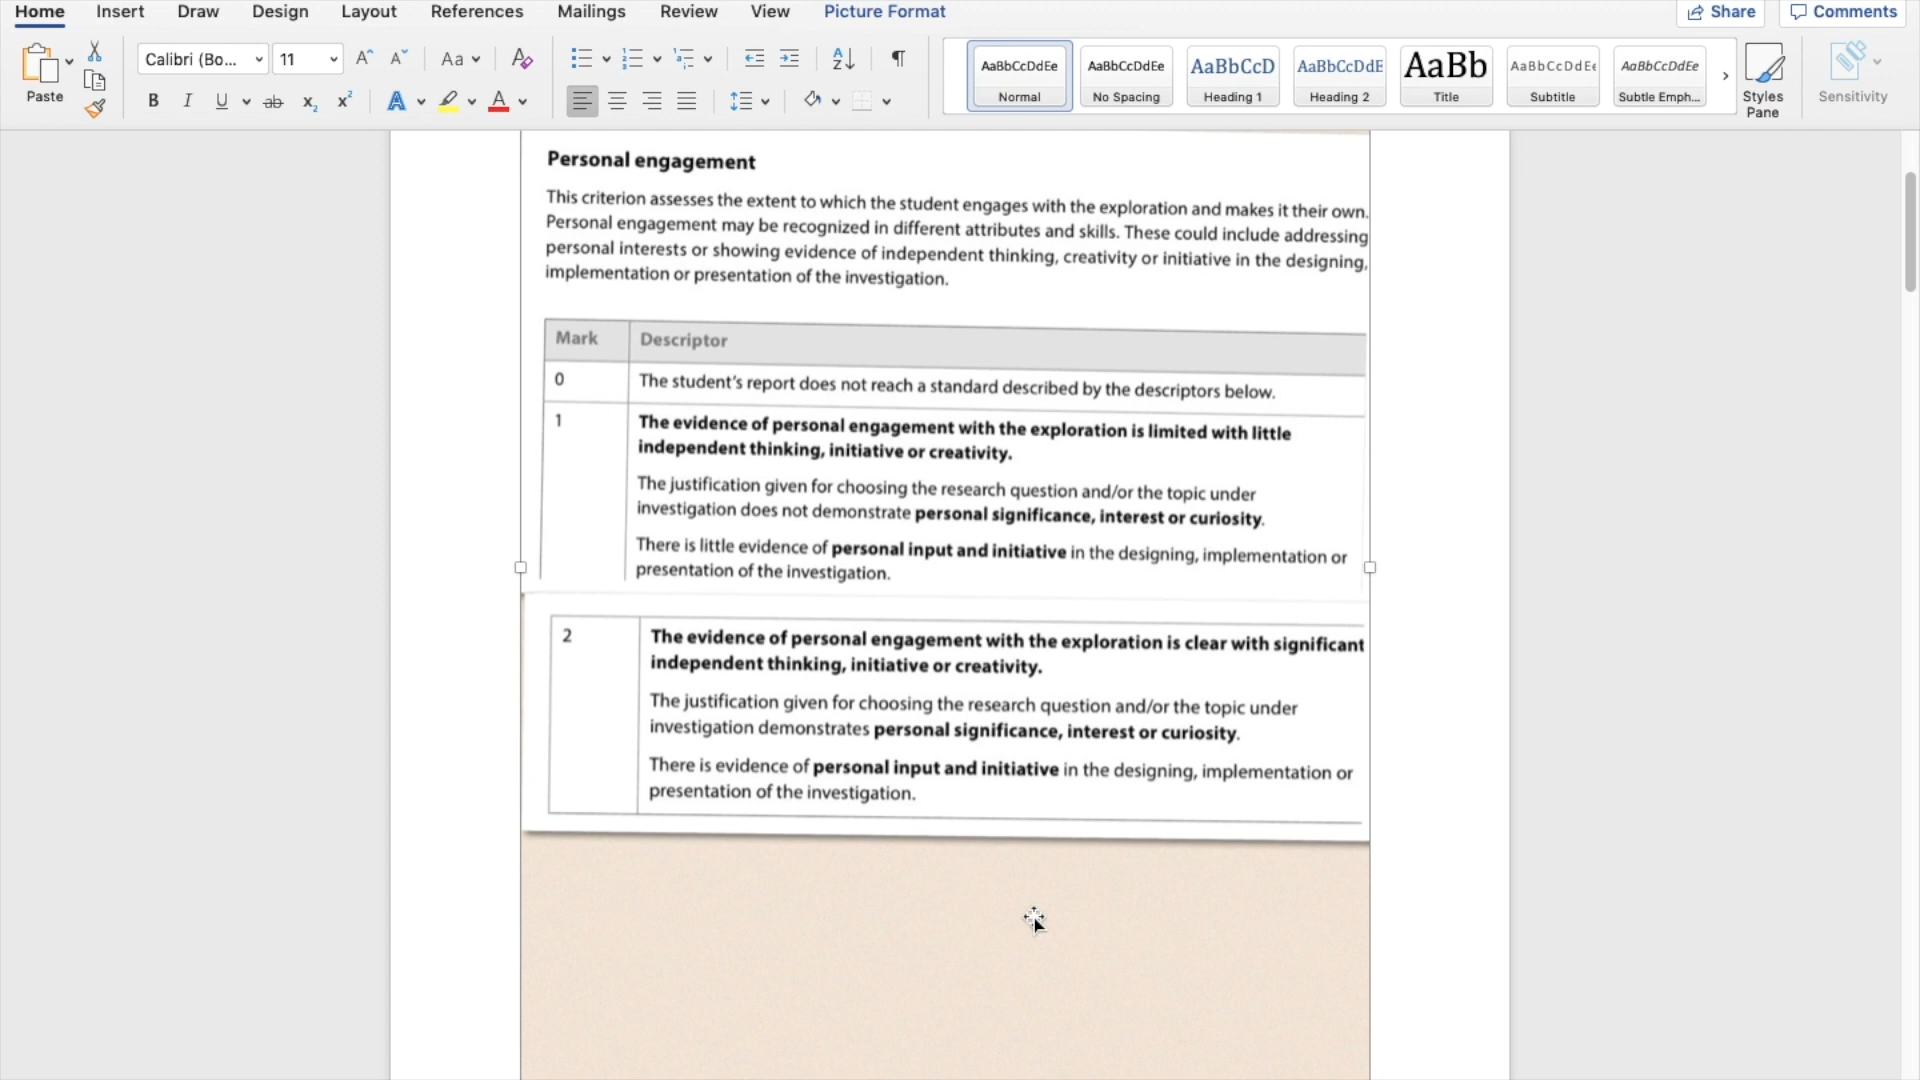 Home Insert Draw Design Layout References Mailings Review View Picture Format Share Comments
Calibri (Bo... 11 Aa
AaBbCcDdEe AaBbCcDdEe AaBbCcD AaBbCcDdE AaBb AaBbCcDdEe AaBbCcDdEe
Paste B I U ab x2 x2 A A Normal No Spacing Heading 1 Heading 2 Title Subtitle Subtle Emph... Styles Pane Sensitivity
Personal engagement
This criterion assesses the extent to which the student engages with the exploration and makes it their own.
Personal engagement may be recognized in different attributes and skills. These could include addressing
personal interests or showing evidence of independent thinking, creativity or initiative in the designing,
implementation or presentation of the investigation.
Mark Descriptor
0 The student's report does not reach a standard described by the descriptors below.
1 The evidence of personal engagement with the exploration is limited with little
independent thinking, initiative or creativity.
The justification given for choosing the research question and/or the topic under
investigation does not demonstrate personal significance, interest or curiosity.
There is little evidence of personal input and initiative in the designing, implementation or
presentation of the investigation.
2 The evidence of personal engagement with the exploration is clear with significant
independent thinking, initiative or creativity.
The justification given for choosing the research question and/or the topic under
investigation demonstrates personal significance, interest or curiosity.
There is evidence of personal input and initiative in the designing, implementation or
presentation of the investigation.